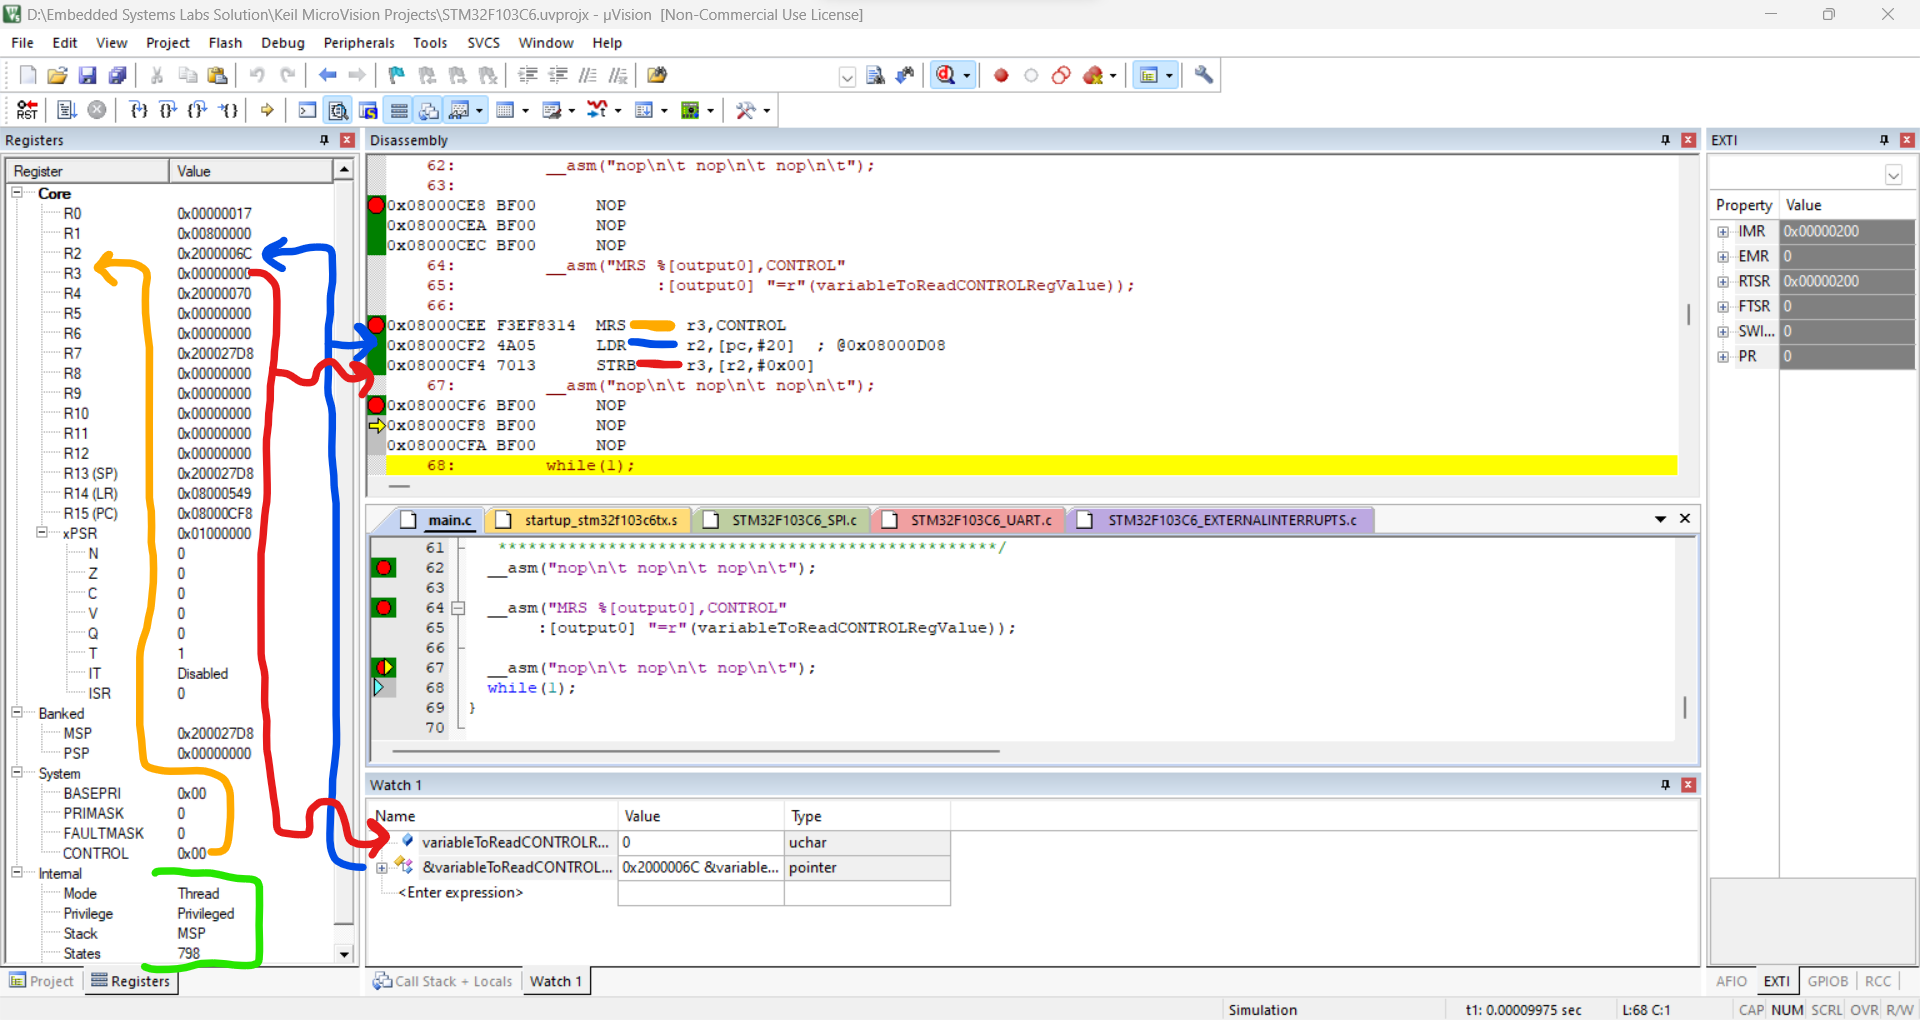 D:\Embedded Systems Labs Solution\Keil MicroVision Projects\STM32F103C6.uvprojx - µVision  [Non-Commercial Use License]
File Edit View Project Flash Debug Peripherals Tools SVCS Window Help
RST
Registers
Register Value
Core
R0 0x00000017
R1 0x00800000
R2 0x2000006C
R3 0x00000000
R4 0x20000070
R5 0x00000000
R6 0x00000000
R7 0x200027D8
R8 0x00000000
R9 0x00000000
R10 0x00000000
R11 0x00000000
R12 0x00000000
R13 (SP) 0x200027D8
R14 (LR) 0x08000549
R15 (PC) 0x08000CF8
xPSR 0x01000000
N 0
Z 0
C 0
V 0
Q 0
T 1
IT Disabled
ISR 0
Banked
MSP 0x200027D8
PSP 0x00000000
System
BASEPRI 0x00
PRIMASK 0
FAULTMASK 0
CONTROL 0x00
Internal
Mode Thread
Privilege Privileged
Stack MSP
States 798
Project Registers
Disassembly
62: __asm("nop\n\t nop\n\t nop\n\t");
63:
0x08000CE8 BF00 NOP
0x08000CEA BF00 NOP
0x08000CEC BF00 NOP
64: __asm("MRS %[output0],CONTROL"
65: :[output0] "=r"(variableToReadCONTROLRegValue));
66:
0x08000CEE F3EF8314 MRS r3,CONTROL
0x08000CF2 4A05 LDR r2,[pc,#20] ; @0x08000D08
0x08000CF4 7013 STRB r3,[r2,#0x00]
67: __asm("nop\n\t nop\n\t nop\n\t");
0x08000CF6 BF00 NOP
0x08000CF8 BF00 NOP
0x08000CFA BF00 NOP
68: while(1);
main.c startup_stm32f103c6tx.s STM32F103C6_SPI.c STM32F103C6_UART.c STM32F103C6_EXTERNALINTERRUPTS.c
61 **************************************************/
62 __asm("nop\n\t nop\n\t nop\n\t");
63
64 __asm("MRS %[output0],CONTROL"
65 :[output0] "=r"(variableToReadCONTROLRegValue));
66
67 __asm("nop\n\t nop\n\t nop\n\t");
68 while(1);
69 }
70
Watch 1
Name Value Type
variableToReadCONTROLR... 0 uchar
&variableToReadCONTROL... 0x2000006C &variable... pointer
<Enter expression>
Call Stack + Locals Watch 1
EXTI
Property Value
IMR 0x00000200
EMR 0
RTSR 0x00000200
FTSR 0
SWI... 0
PR 0
AFIO EXTI GPIOB RCC
Simulation t1: 0.00009975 sec L:68 C:1 CAP NUM SCRL OVR R/W